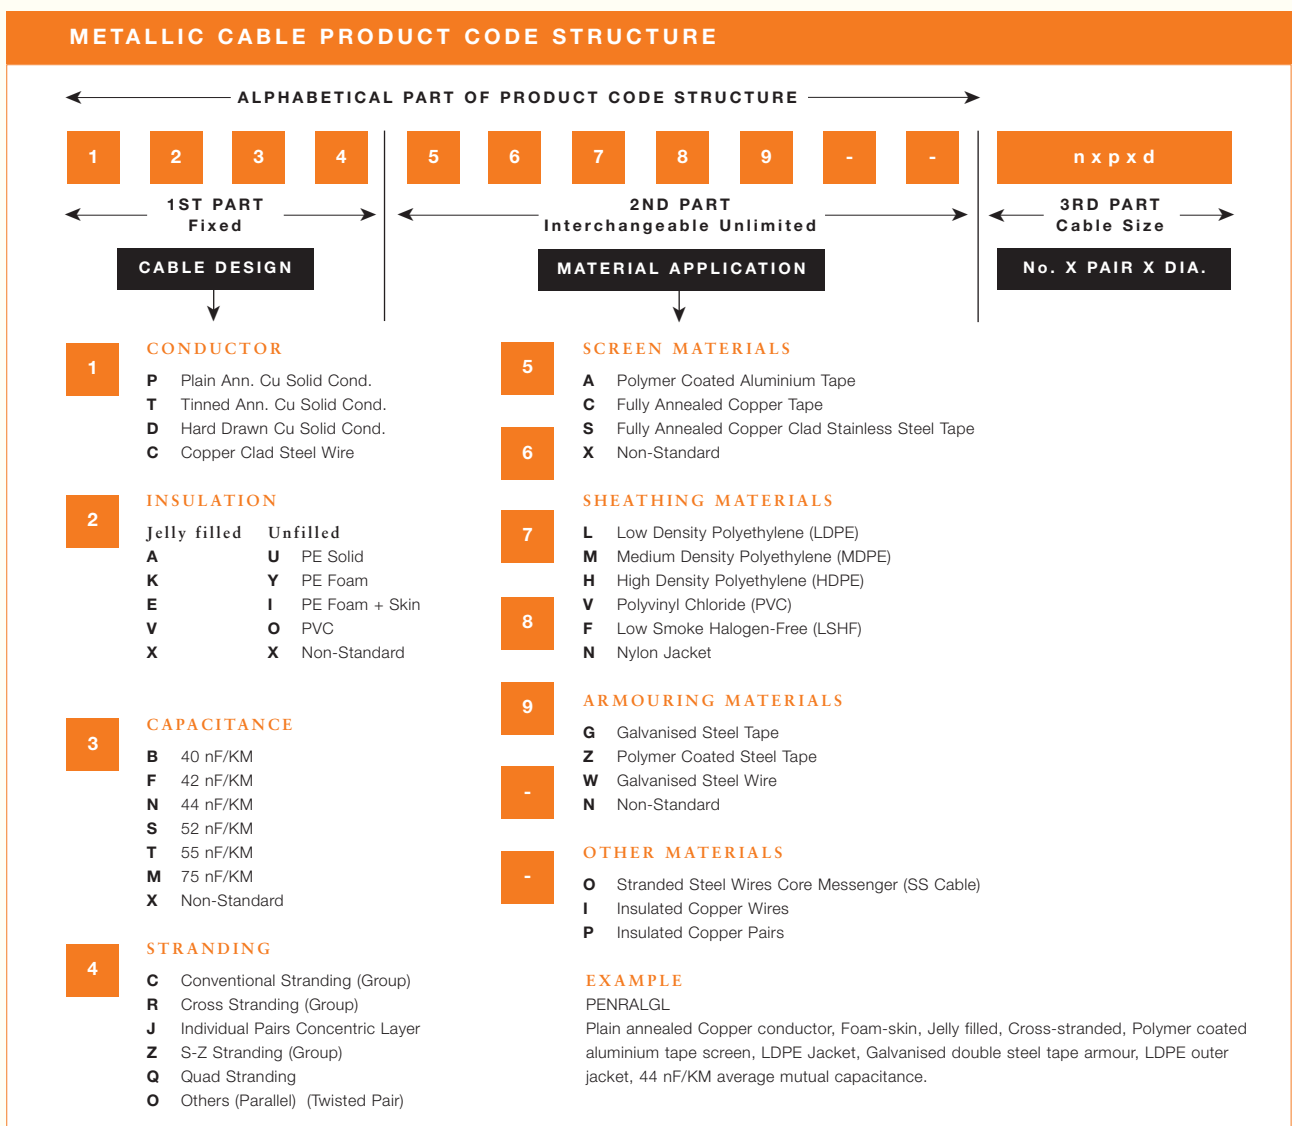 METALLIC CABLE PRODUCT CODE STRUCTURE
ALPHABETICAL PART OF PRODUCT CODE STRUCTURE
1 2 3 4 5 6 7 8 9 - - n x p x d
1ST PART
Fixed
2ND PART
Interchangeable Unlimited
3RD PART
Cable Size
CABLE DESIGN
MATERIAL APPLICATION
No. X PAIR X DIA.
1
CONDUCTOR
P Plain Ann. Cu Solid Cond.
T Tinned Ann. Cu Solid Cond.
D Hard Drawn Cu Solid Cond.
C Copper Clad Steel Wire
2
INSULATION
Jelly filled Unfilled
A U PE Solid
K Y PE Foam
E I PE Foam + Skin
V O PVC
X X Non-Standard
3
CAPACITANCE
B 40 nF/KM
F 42 nF/KM
N 44 nF/KM
S 52 nF/KM
T 55 nF/KM
M 75 nF/KM
X Non-Standard
4
STRANDING
C Conventional Stranding (Group)
R Cross Stranding (Group)
J Individual Pairs Concentric Layer
Z S-Z Stranding (Group)
Q Quad Stranding
O Others (Parallel) (Twisted Pair)
5
6
7
8
9
-
-
SCREEN MATERIALS
A Polymer Coated Aluminium Tape
C Fully Annealed Copper Tape
S Fully Annealed Copper Clad Stainless Steel Tape
X Non-Standard
SHEATHING MATERIALS
L Low Density Polyethylene (LDPE)
M Medium Density Polyethylene (MDPE)
H High Density Polyethylene (HDPE)
V Polyvinyl Chloride (PVC)
F Low Smoke Halogen-Free (LSHF)
N Nylon Jacket
ARMOURING MATERIALS
G Galvanised Steel Tape
Z Polymer Coated Steel Tape
W Galvanised Steel Wire
N Non-Standard
OTHER MATERIALS
O Stranded Steel Wires Core Messenger (SS Cable)
I Insulated Copper Wires
P Insulated Copper Pairs
EXAMPLE
PENRALGL
Plain annealed Copper conductor, Foam-skin, Jelly filled, Cross-stranded, Polymer coated
aluminium tape screen, LDPE Jacket, Galvanised double steel tape armour, LDPE outer
jacket, 44 nF/KM average mutual capacitance.